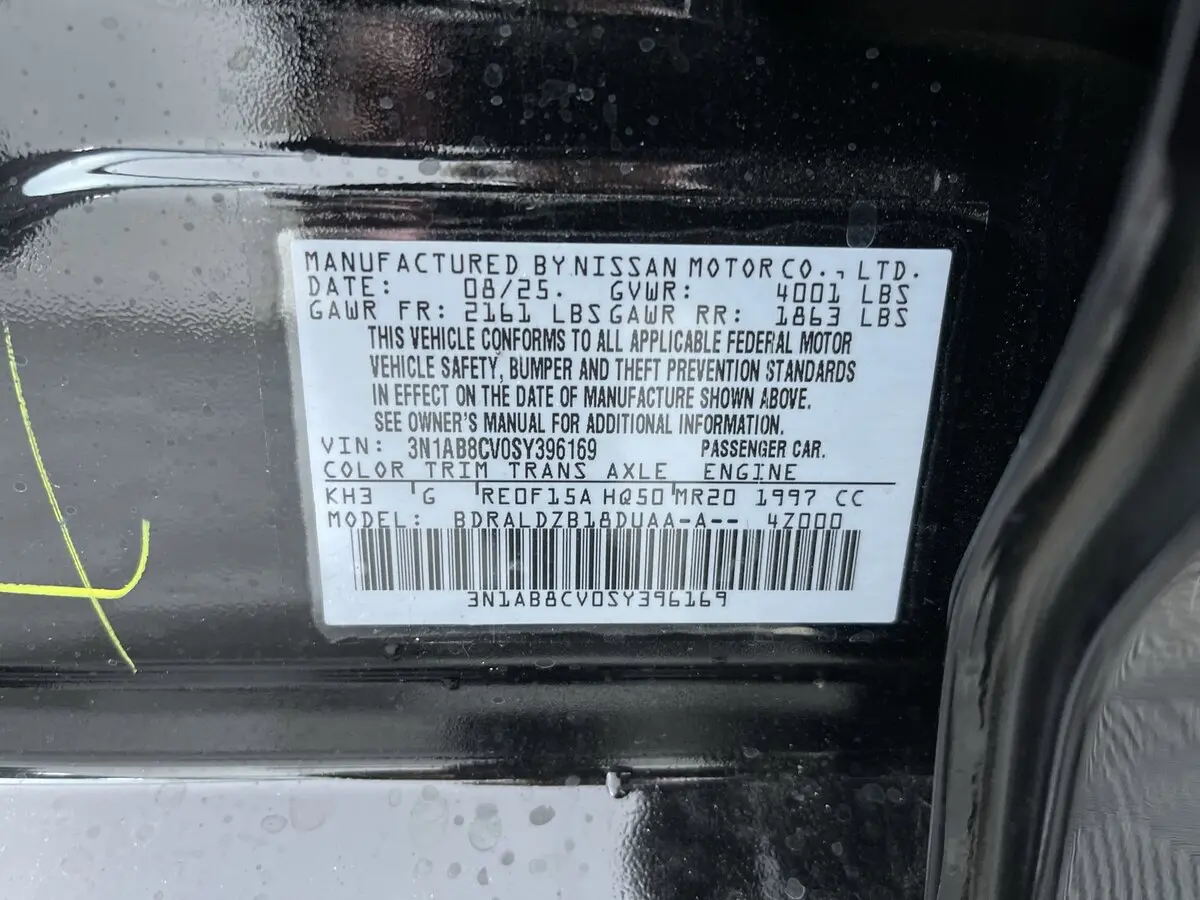 MANUFACTURED BY NISSAN MOTOR CO., LTD.
DATE: 08/25. GVWR: 4001 LBS
GAWR FR: 2161 LBS GAWR RR: 1863 LBS
THIS VEHICLE CONFORMS TO ALL APPLICABLE FEDERAL MOTOR
VEHICLE SAFETY, BUMPER AND THEFT PREVENTION STANDARDS
IN EFFECT ON THE DATE OF MANUFACTURE SHOWN ABOVE.
SEE OWNER'S MANUAL FOR ADDITIONAL INFORMATION.
VIN: 3N1AB8CV0SY396169 PASSENGER CAR.
COLOR TRIM TRANS AXLE ENGINE
KH3 G RE0F15A HQ50 MR20 1997 CC
MODEL: BDRALDZB18DUAA-A-- 4Z000
3N1AB8CV0SY396169